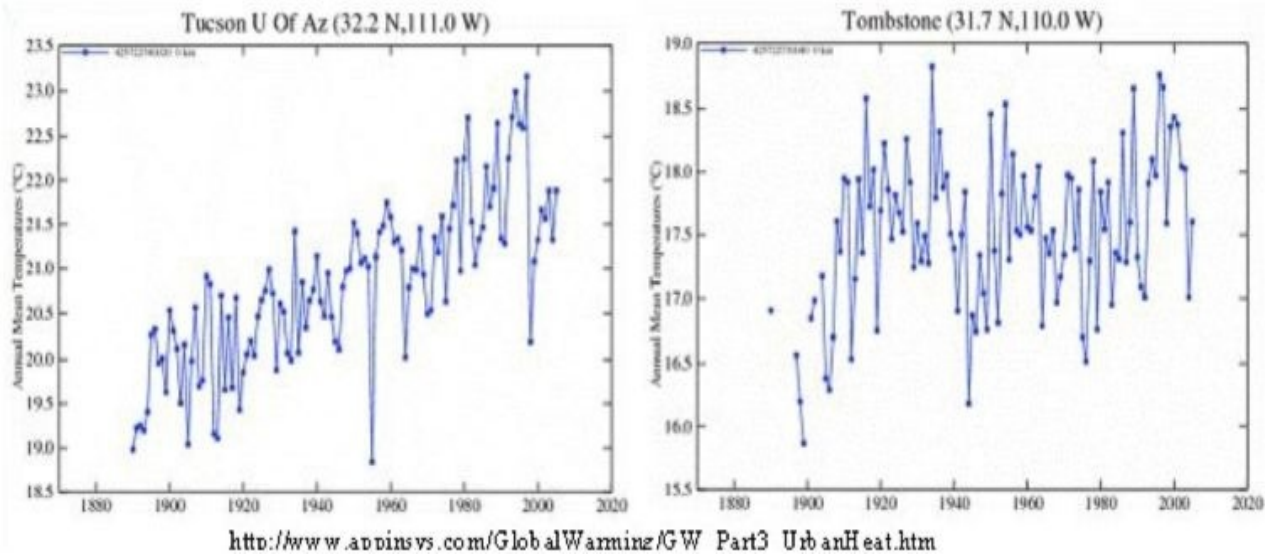 Tucson U Of Az (32.2 N,111.0 W)
23.5
23.0
22.5
22.0
21.5
21.0
20.5
20.0
19.5
19.0
18.5
Annual Mean Temperatures (°C)
1880 1900 1920 1940 1960 1980 2000 2020
Tombstone (31.7 N,110.0 W)
19.0
18.5
18.0
17.5
17.0
16.5
16.0
15.5
Annual Mean Temperatures (°C)
1880 1900 1920 1940 1960 1980 2000 2020
http://www.appinsys.com/GlobalWarming/GW_Part3_UrbanHeat.htm